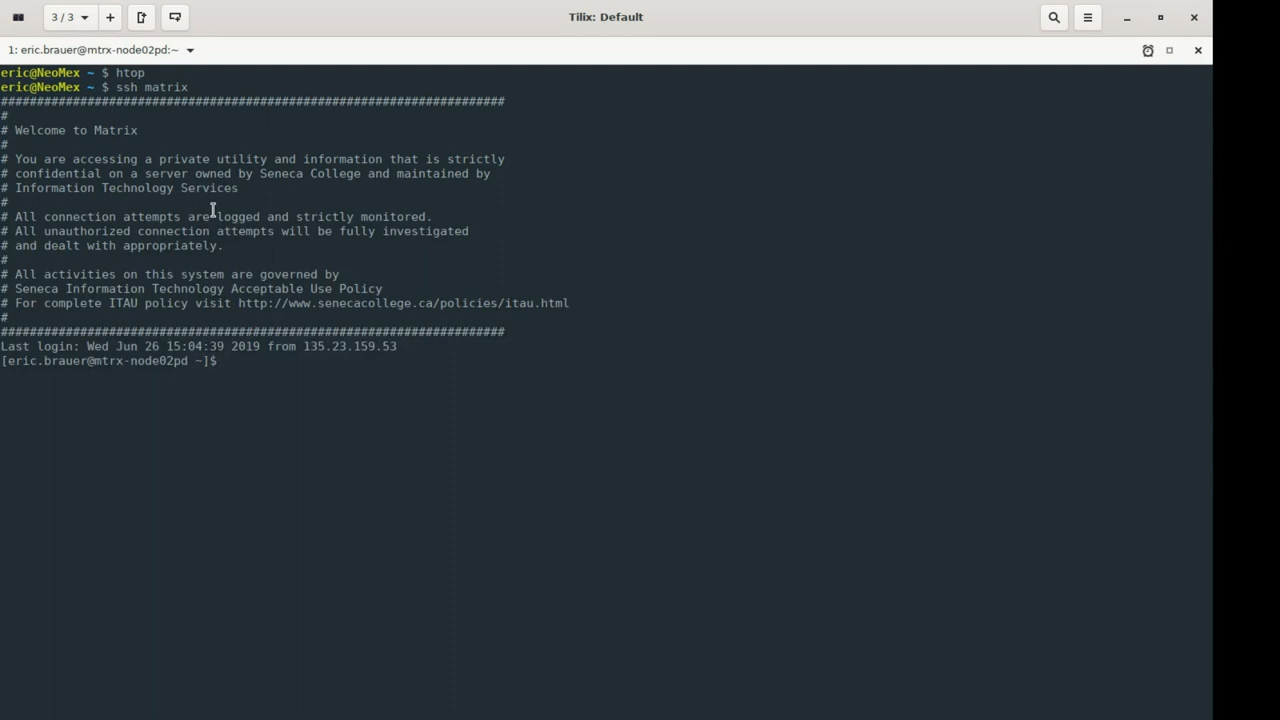 3 / 3
Tilix: Default
1: eric.brauer@mtrx-node02pd:~
eric@NeoMex ~ $ htop
eric@NeoMex ~ $ ssh matrix
######################################################################
#
# Welcome to Matrix
#
# You are accessing a private utility and information that is strictly
# confidential on a server owned by Seneca College and maintained by
# Information Technology Services
#
# All connection attempts are logged and strictly monitored.
# All unauthorized connection attempts will be fully investigated
# and dealt with appropriately.
#
# All activities on this system are governed by
# Seneca Information Technology Acceptable Use Policy
# For complete ITAU policy visit http://www.senecacollege.ca/policies/itau.html
#
######################################################################
Last login: Wed Jun 26 15:04:39 2019 from 135.23.159.53
[eric.brauer@mtrx-node02pd ~]$